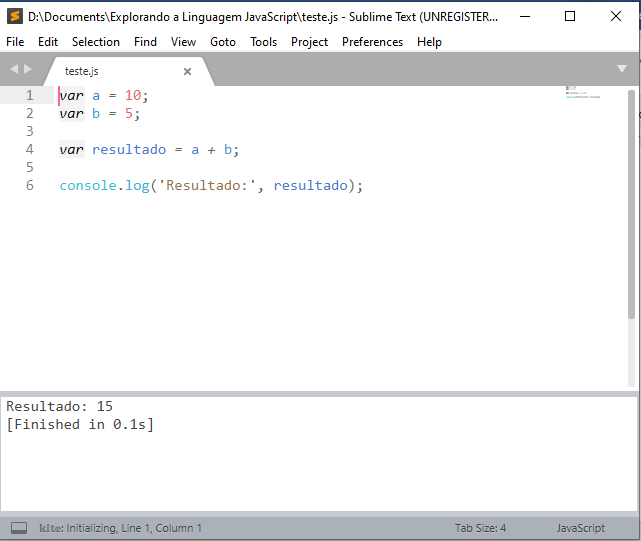 D:\Documents\Explorando a Linguagem JavaScript\teste.js - Sublime Text (UNREGISTER...
File Edit Selection Find View Goto Tools Project Preferences Help
teste.js
1 var a = 10;
2 var b = 5;
3
4 var resultado = a + b;
5
6 console.log('Resultado:', resultado);
Resultado: 15
[Finished in 0.1s]
kite: Initializing, Line 1, Column 1 Tab Size: 4 JavaScript